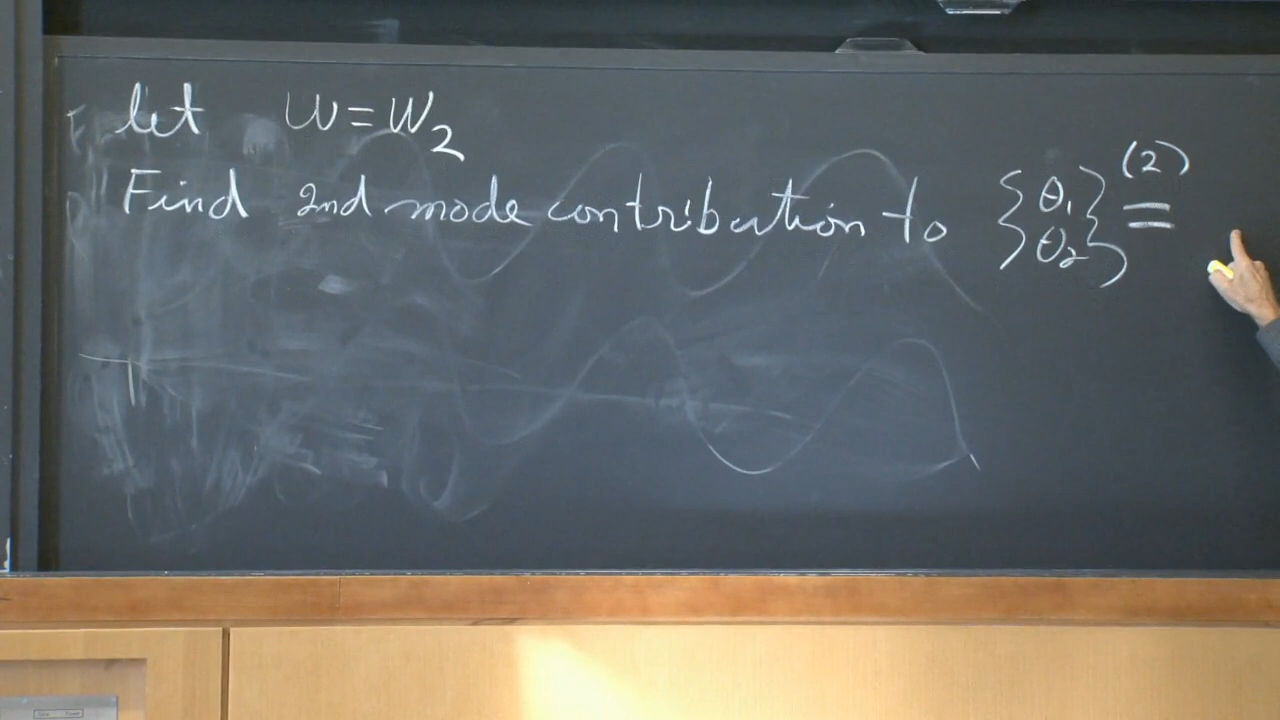 let ω = ω₂
Find 2nd mode contribution to {θ₁ θ₂}⁽²⁾ =